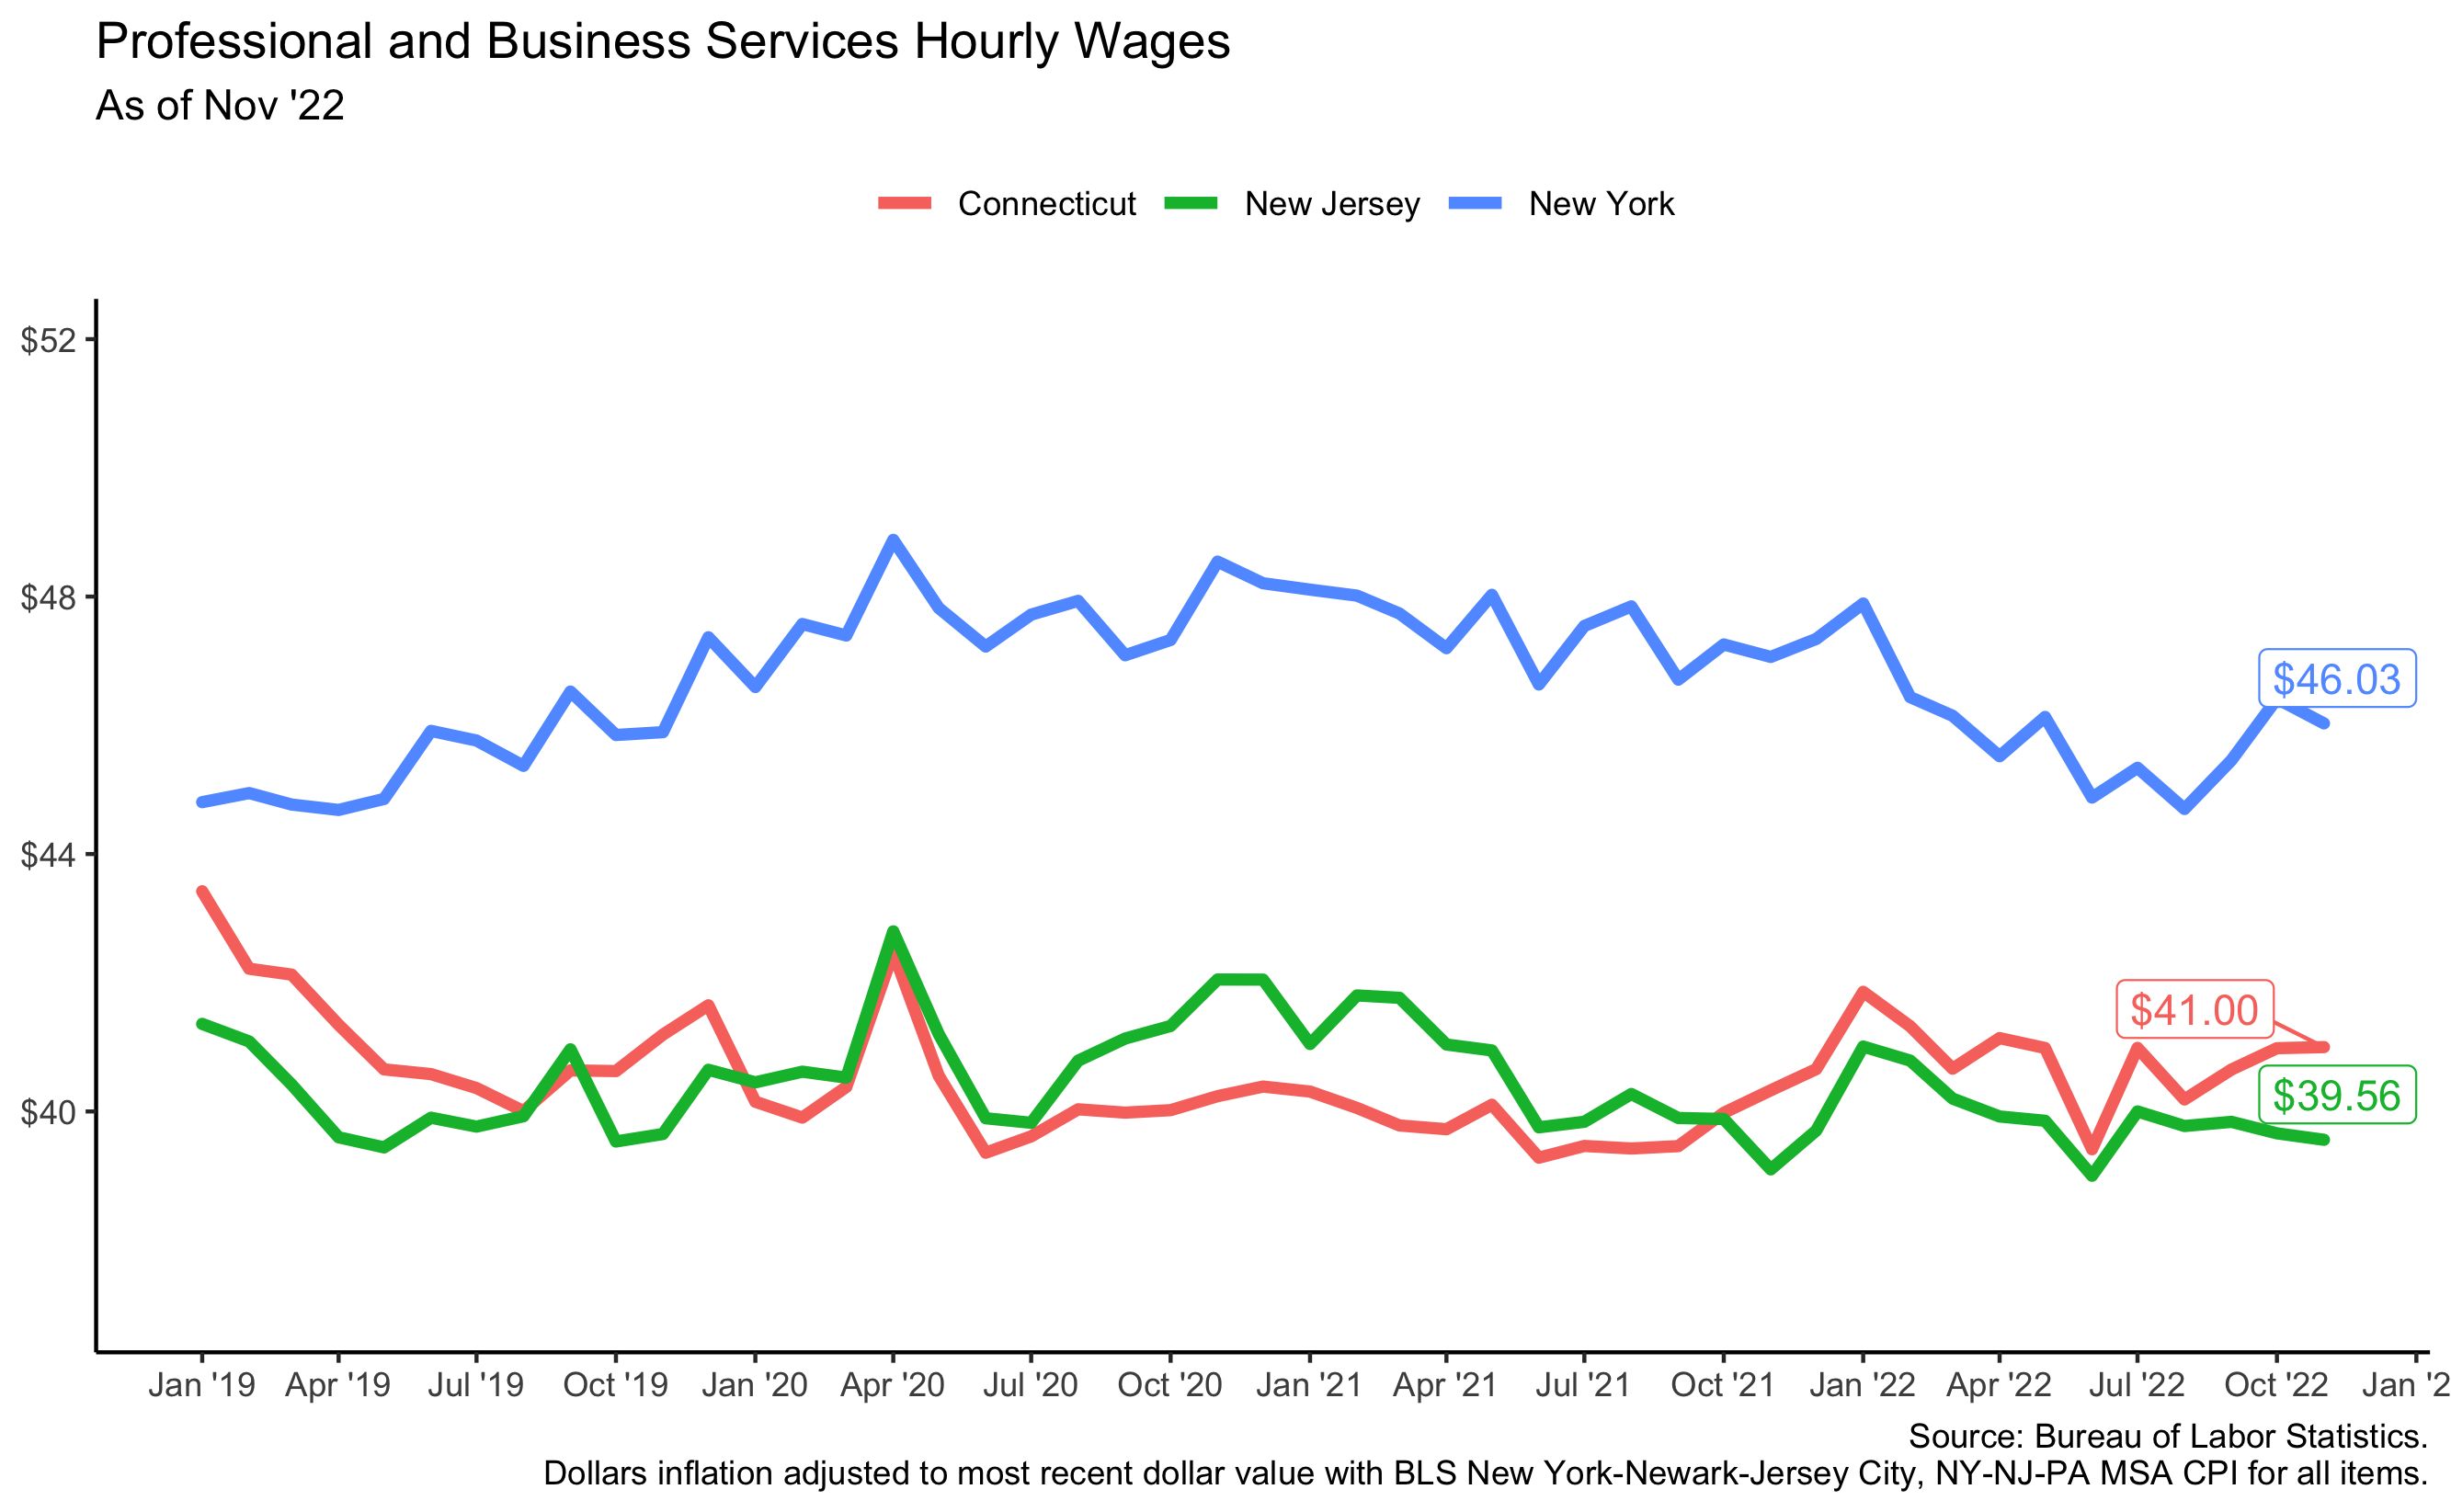 Professional and Business Services Hourly Wages
As of Nov '22
Connecticut New Jersey New York
$52
$48
$46.03
$44
$41.00
$39.56
$40
Jan '19 Apr '19 Jul '19 Oct '19 Jan '20 Apr '20 Jul '20 Oct '20 Jan '21 Apr '21 Jul '21 Oct '21 Jan '22 Apr '22 Jul '22 Oct '22 Jan '2
Source: Bureau of Labor Statistics.
Dollars inflation adjusted to most recent dollar value with BLS New York-Newark-Jersey City, NY-NJ-PA MSA CPI for all items.